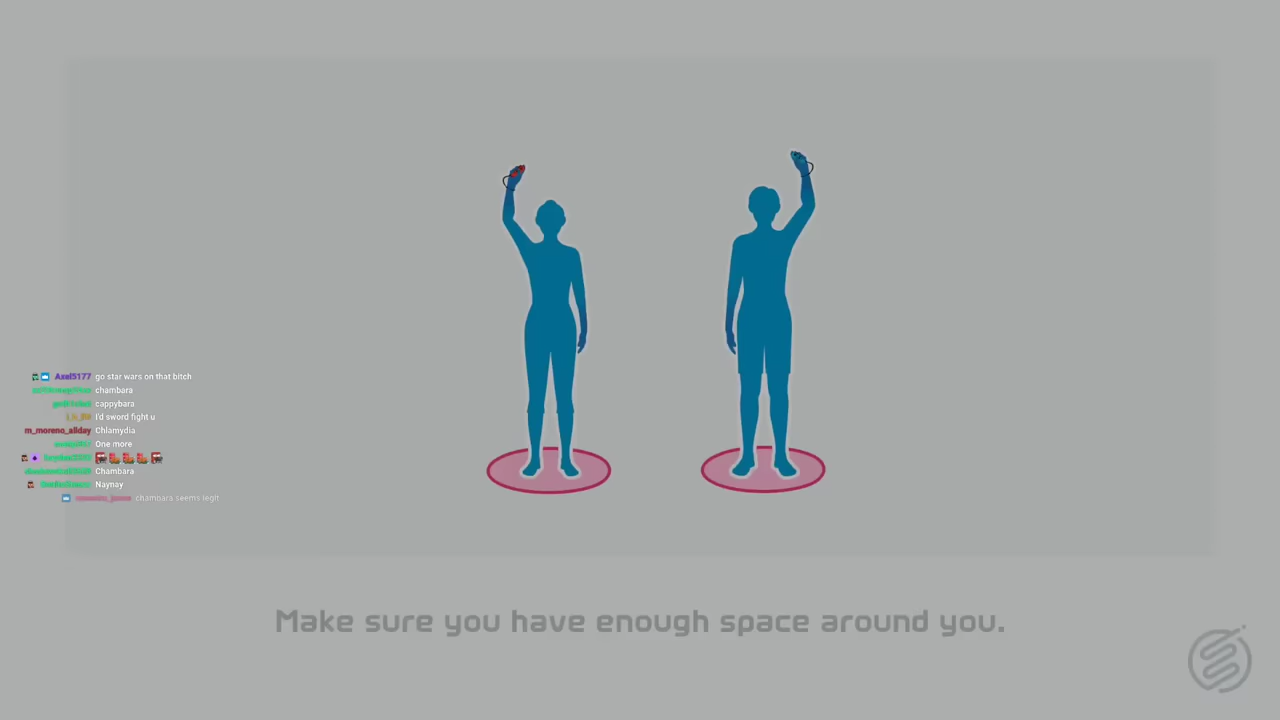 Axel5177 go star wars on that bitch
chambara
cappybara
I'd sword fight u
m_moreno_allday Chlamydia
One more
Chambara
Naynay
chambara seems legit
Make sure you have enough space around you.